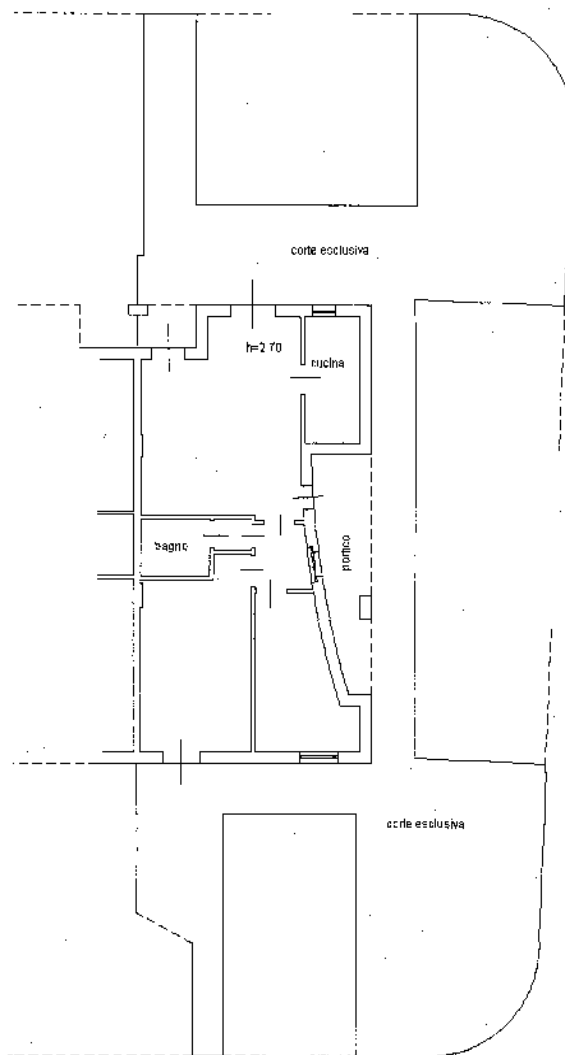 corte esclusiva
h=2.70
cucina
bagno
portico
corte esclusiva